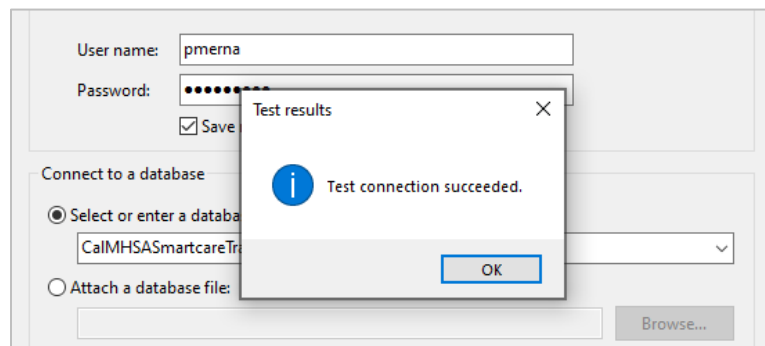 User name: pmerna
Password: ●●●●●●●●●
Test results
Save
Connect to a database
Test connection succeeded.
Select or enter a
CalMHSASmartcareTra
OK
Attach a database file:
Browse...